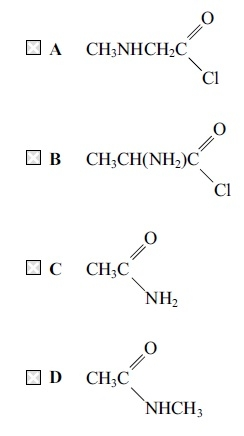 O
A CH₃NHCH₂C
Cl
O
B CH₃CH(NH₂)C
Cl
O
C CH₃C
NH₂
O
D CH₃C
NHCH₃